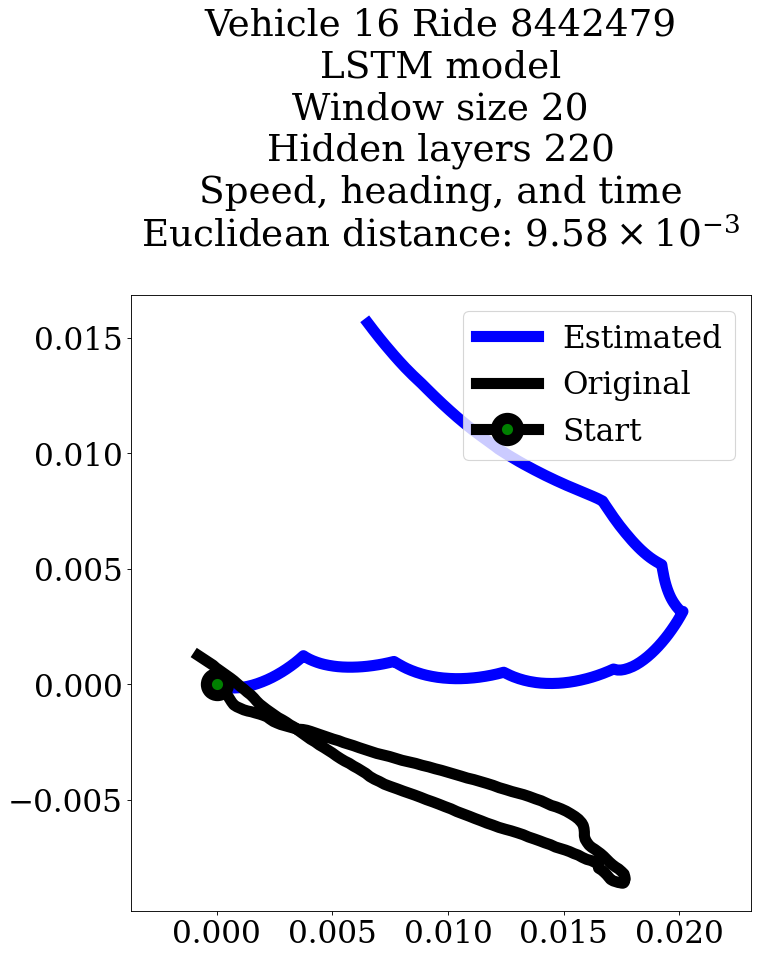 Vehicle 16 Ride 8442479
LSTM model
Window size 20
Hidden layers 220
Speed, heading, and time
Euclidean distance: 9.58 × 10⁻³
Estimated
Original
Start
0.015
0.010
0.005
0.000
−0.005
0.000 0.005 0.010 0.015 0.020